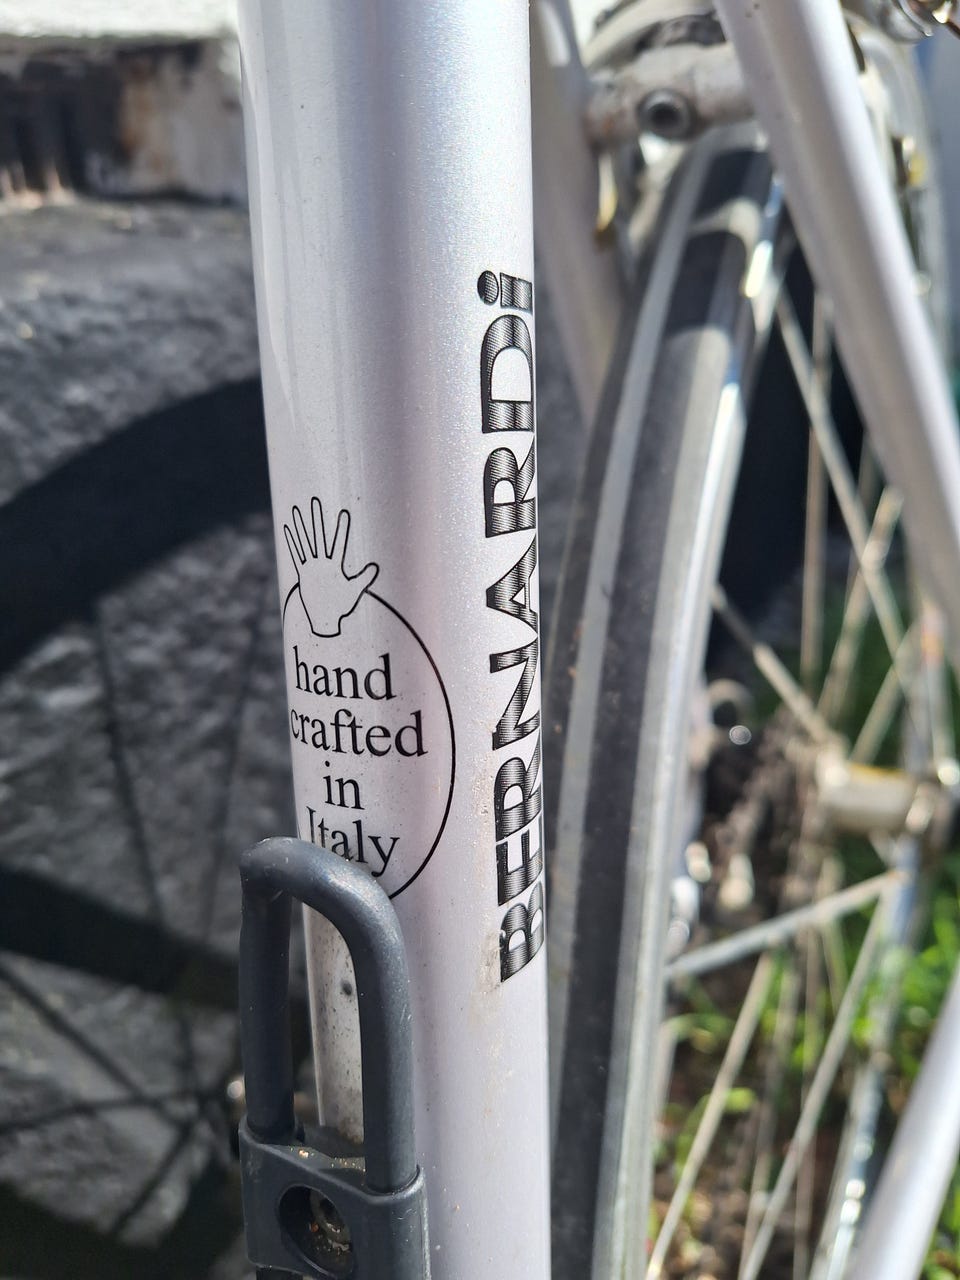 hand
crafted
in
Italy
BERNARDi